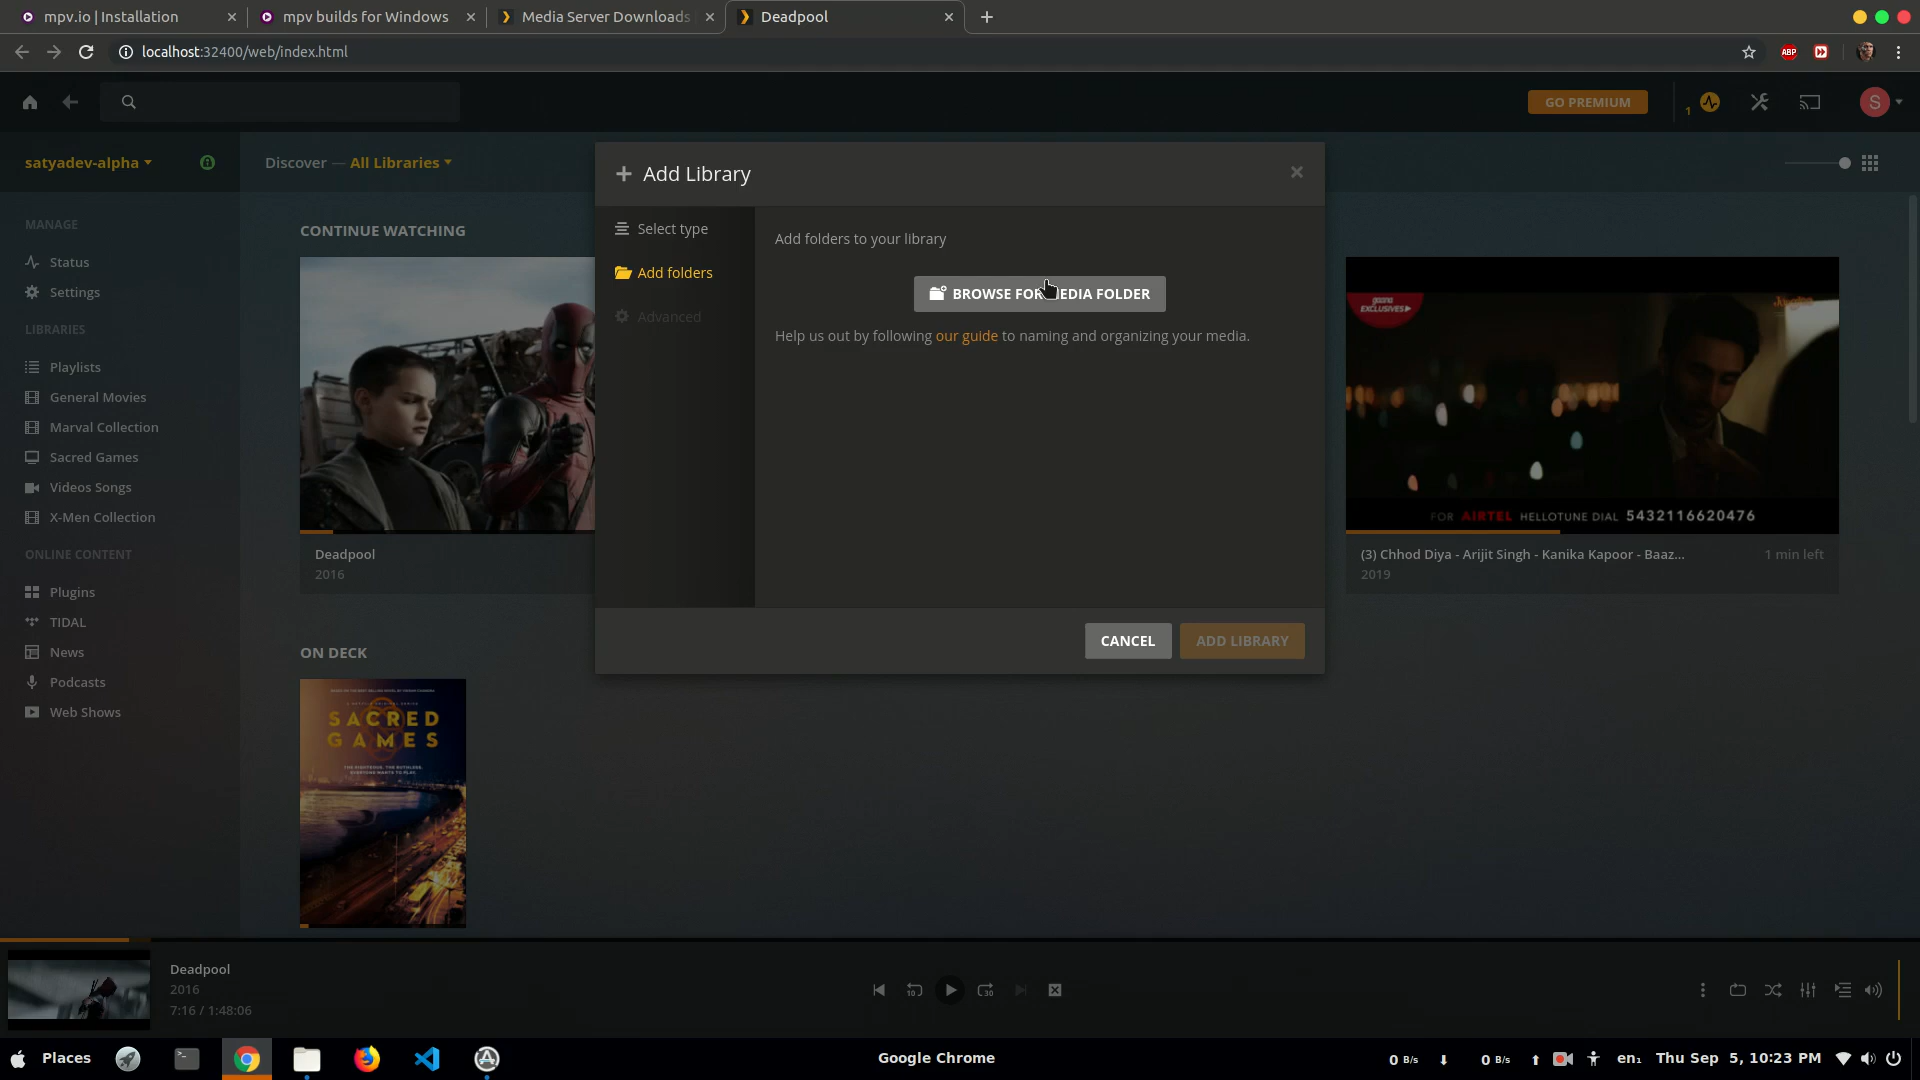 mpv.io | Installation
mpv builds for Windows
Media Server Downloads
Deadpool
localhost:32400/web/index.html
ABP
GO PREMIUM
1
S
satyadev-alpha
Discover — All Libraries
MANAGE
Status
Settings
LIBRARIES
Playlists
General Movies
Marval Collection
Sacred Games
Videos Songs
X-Men Collection
ONLINE CONTENT
Plugins
TIDAL
News
Podcasts
Web Shows
CONTINUE WATCHING
Deadpool
2016
Add Library
Select type
Add folders
Advanced
Add folders to your library
BROWSE FOR MEDIA FOLDER
Help us out by following our guide to naming and organizing your media.
CANCEL
ADD LIBRARY
gaana
EXCLUSIVES
FOR AIRTEL HELLOTUNE DIAL 5432116620476
(3) Chhod Diya - Arijit Singh - Kanika Kapoor - Baaz...
1 min left
2019
ON DECK
SACRED
GAMES
Deadpool
2016
7:16 / 1:48:06
10
30
Places
Google Chrome
0 B/s
0 B/s
en₁
Thu Sep 5, 10:23 PM